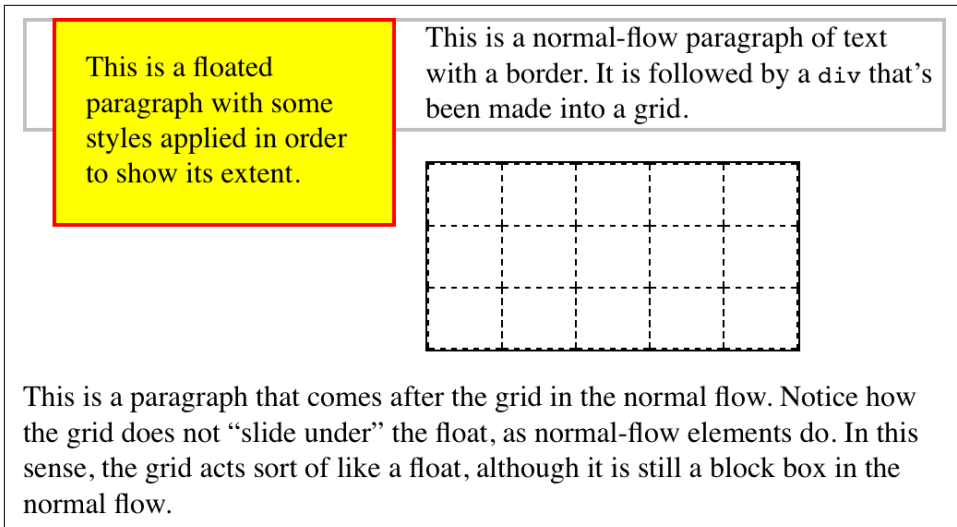 This is a floated
paragraph with some
styles applied in order
to show its extent.
This is a normal-flow paragraph of text
with a border. It is followed by a div that’s
been made into a grid.
This is a paragraph that comes after the grid in the normal flow. Notice how
the grid does not “slide under” the float, as normal-flow elements do. In this
sense, the grid acts sort of like a float, although it is still a block box in the
normal flow.